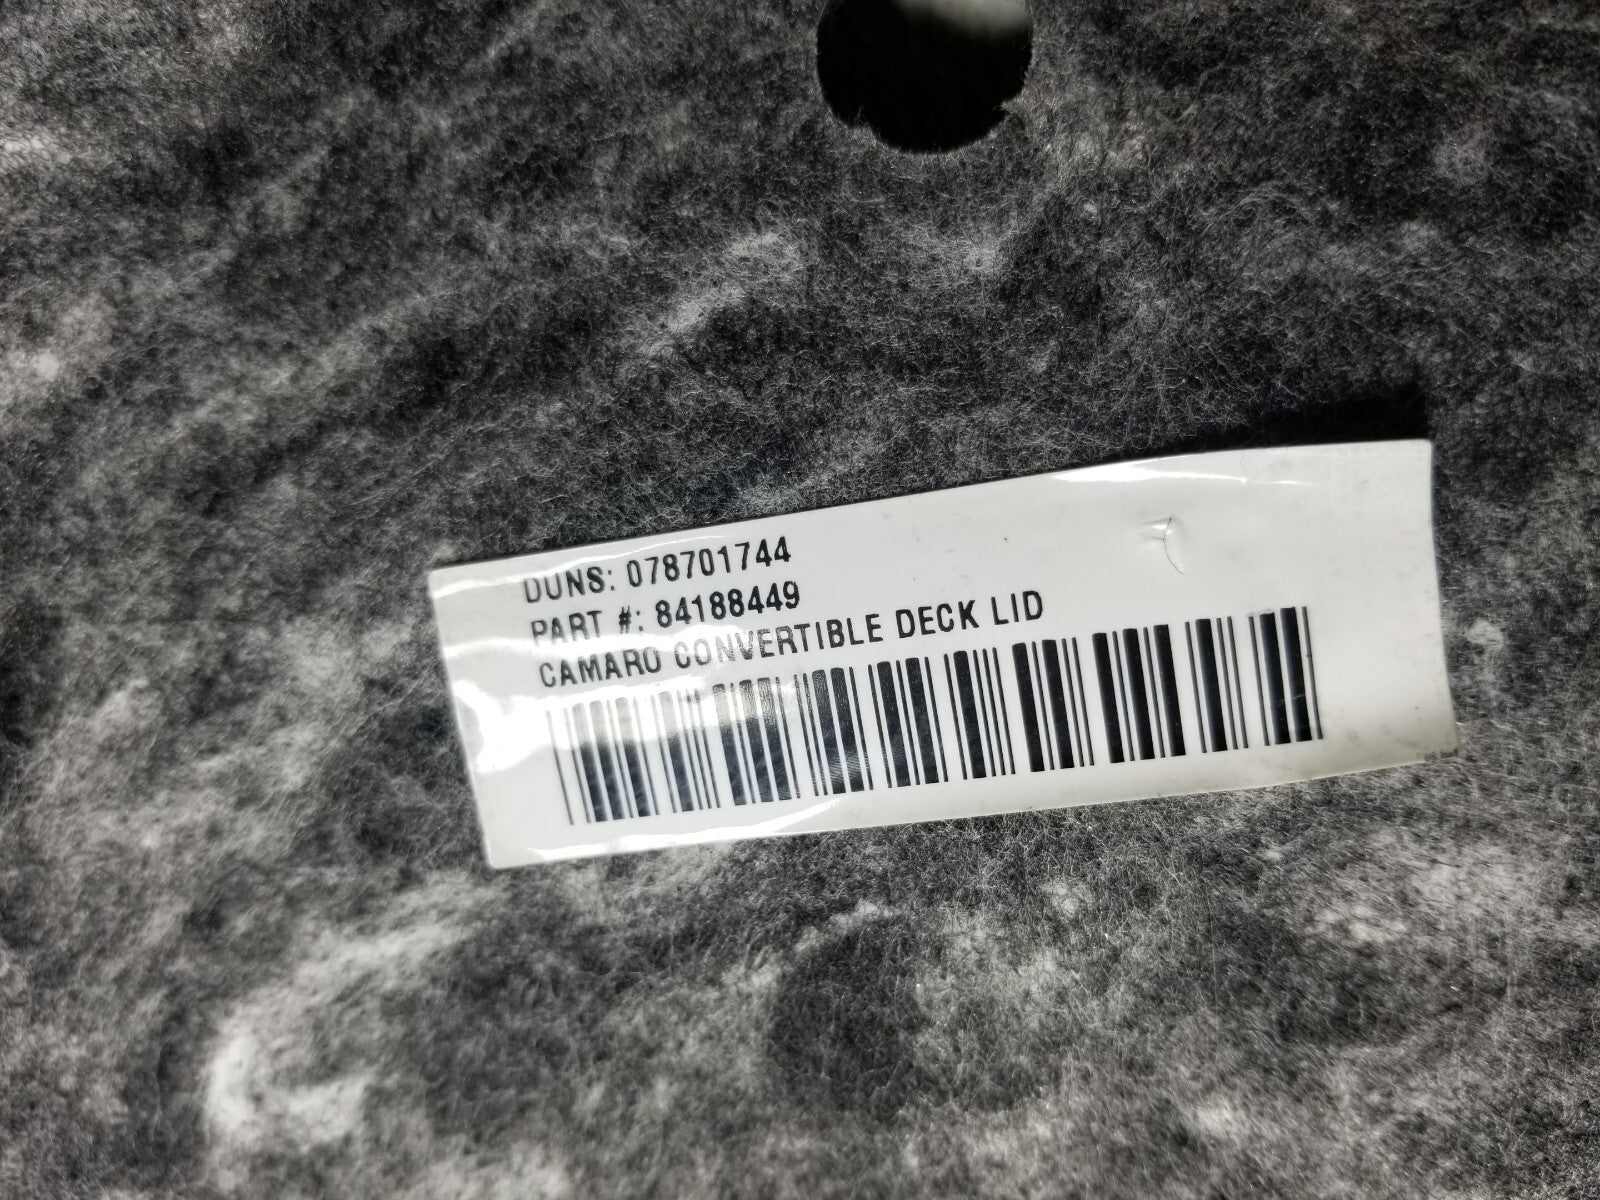 DUNS: 078701744
PART #: 84188449
CAMARO CONVERTIBLE DECK LID